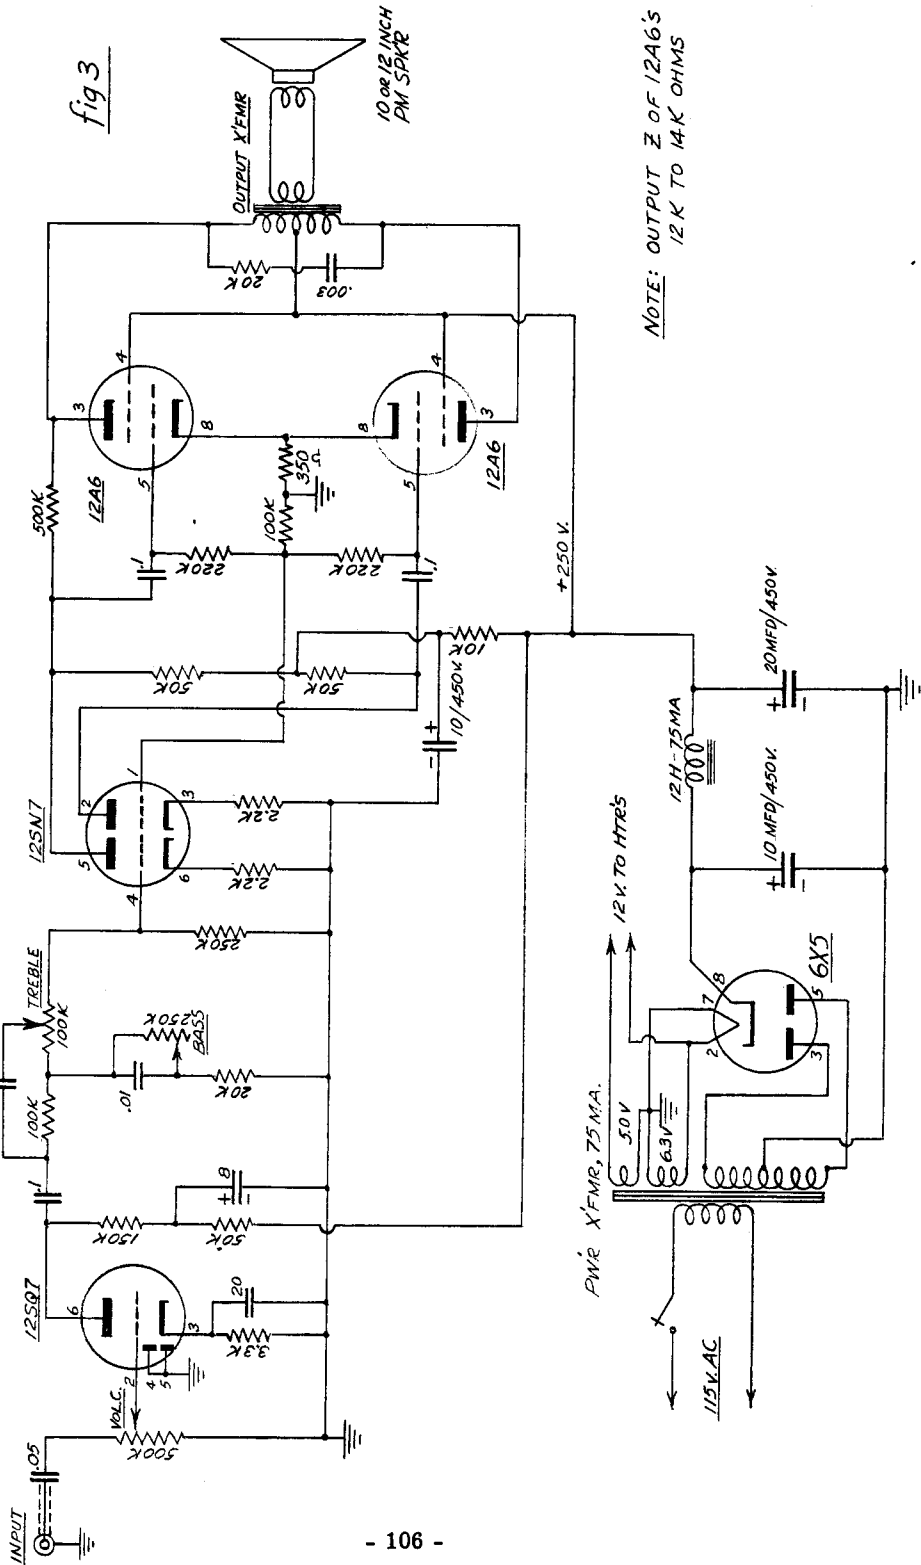 fig 3
INPUT
.05
500K
VOL.C.
12SQ7
2
4
5
6
3
3.3K
20
150K
50K
+
8
-
.1
100K
TREBLE
100K
.01
250K
BASS
20K
250K
12SN7
5
2
4
1
6
3
2.2K
2.2K
50K
50K
10/450V.
+
-
10K
500K
.1
.1
220K
220K
100K
350
Ω
12A6
3
4
5
8
12A6
8
4
5
3
20K
.003
OUTPUT X'FMR
10 OR 12 INCH
PM SPK'R
NOTE: OUTPUT Z OF 12A6'S
12K TO 14K OHMS
+250 V.
PW'R X'FMR, 75 MA.
115V. AC
5.0V
6.3V
12V. TO HTR'S
2
7
8
3
5
6X5
12H-75MA
10 MFD/450V.
+
-
20MFD/450V.
+
-
- 106 -